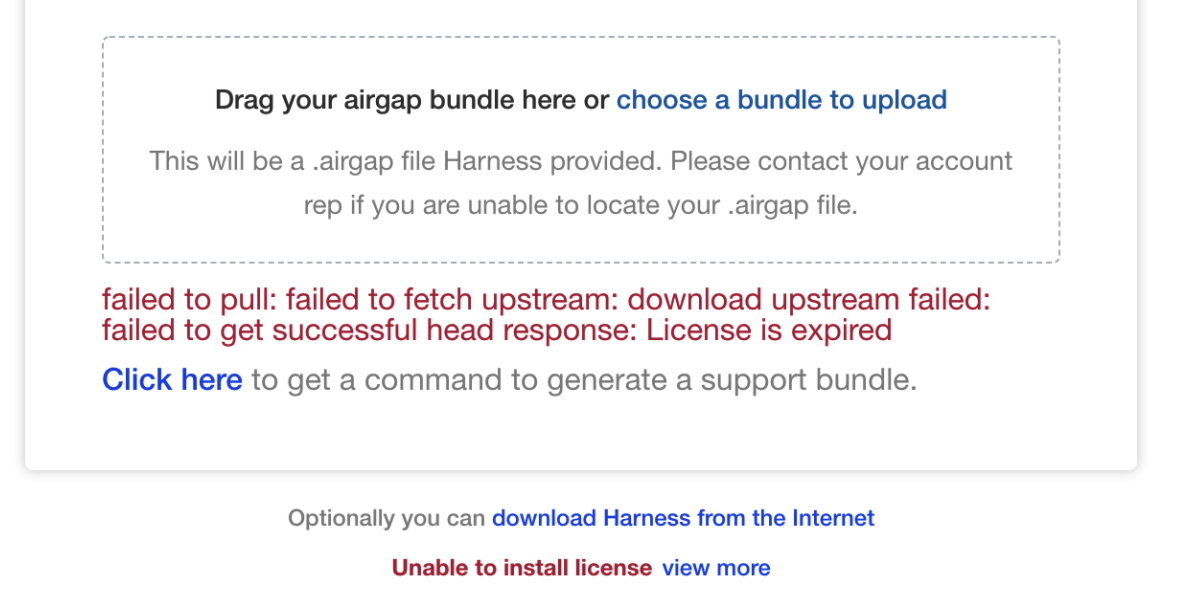 Drag your airgap bundle here or choose a bundle to upload
This will be a .airgap file Harness provided. Please contact your account
rep if you are unable to locate your .airgap file.
failed to pull: failed to fetch upstream: download upstream failed:
failed to get successful head response: License is expired
Click here to get a command to generate a support bundle.
Optionally you can download Harness from the Internet
Unable to install license view more